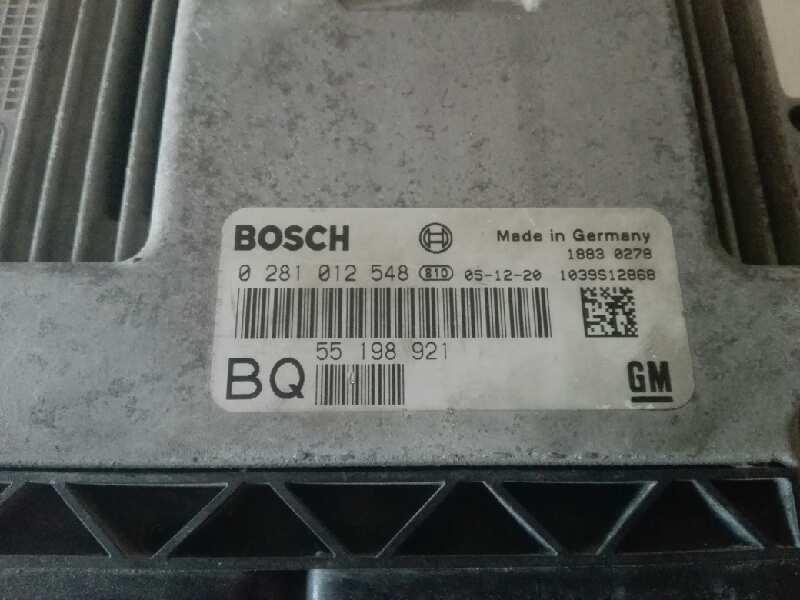 BOSCH Made in Germany
1883 0278
0 281 012 548 810 05-12-20 1039S12868
55 198 921
BQ GM